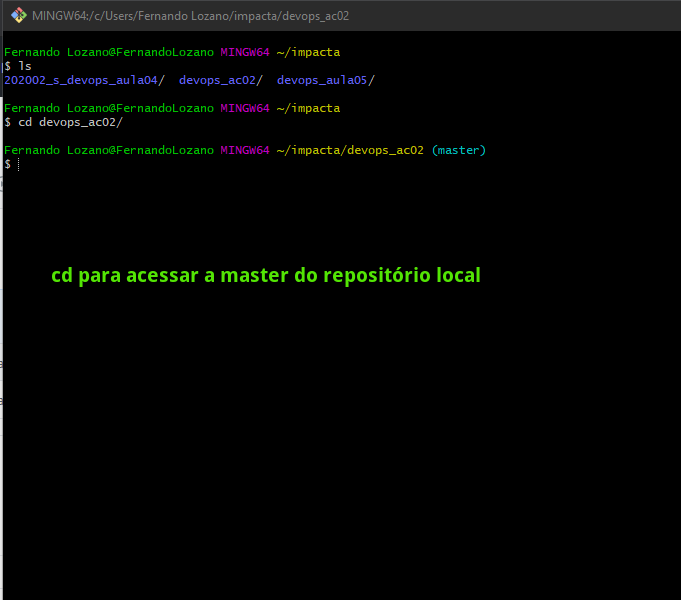 MINGW64:/c/Users/Fernando Lozano/impacta/devops_ac02
Fernando Lozano@FernandoLozano MINGW64 ~/impacta
$ ls
202002_s_devops_aula04/  devops_ac02/  devops_aula05/
Fernando Lozano@FernandoLozano MINGW64 ~/impacta
$ cd devops_ac02/
Fernando Lozano@FernandoLozano MINGW64 ~/impacta/devops_ac02 (master)
$
cd para acessar a master do repositório local